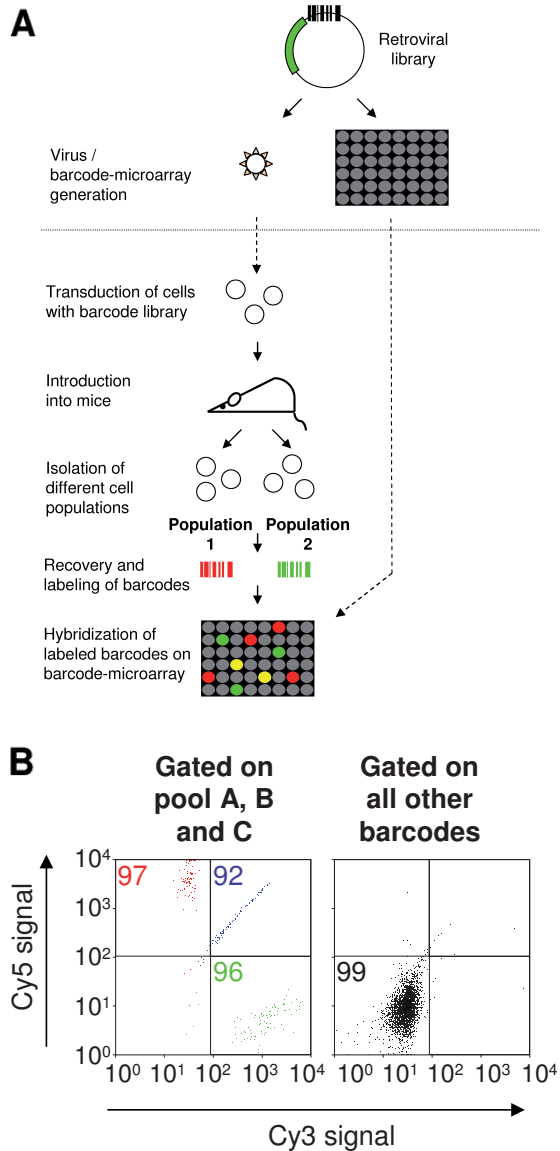 A
Retroviral
library
Virus /
barcode-microarray
generation
Transduction of cells
with barcode library
Introduction
into mice
Isolation of
different cell
populations
Population Population
1 2
Recovery and
labeling of barcodes
Hybridization of
labeled barcodes on
barcode-microarray
B
Gated on
pool A, B
and C
Gated on
all other
barcodes
Cy5 signal
10⁴
10³
10²
10¹
10⁰
97 92
96
99
10⁰ 10¹ 10² 10³ 10⁴
10⁰ 10¹ 10² 10³ 10⁴
Cy3 signal